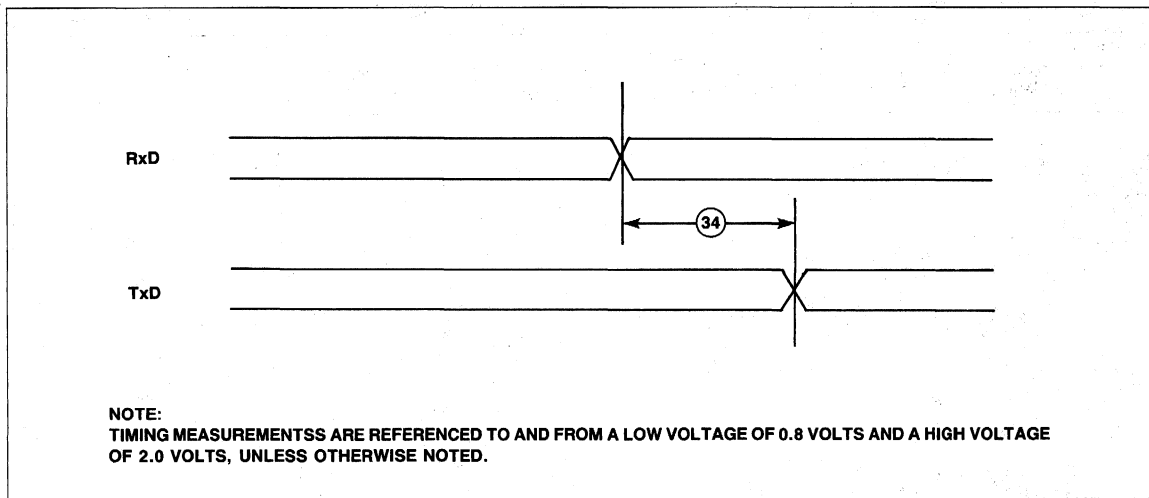 RxD
34
TxD
NOTE:
TIMING MEASUREMENTSS ARE REFERENCED TO AND FROM A LOW VOLTAGE OF 0.8 VOLTS AND A HIGH VOLTAGE
OF 2.0 VOLTS, UNLESS OTHERWISE NOTED.